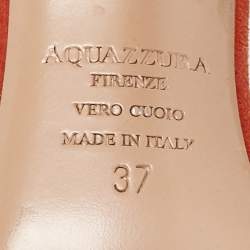 AQUAZZURA
FIRENZE
VERO CUOIO
MADE IN ITALY
37